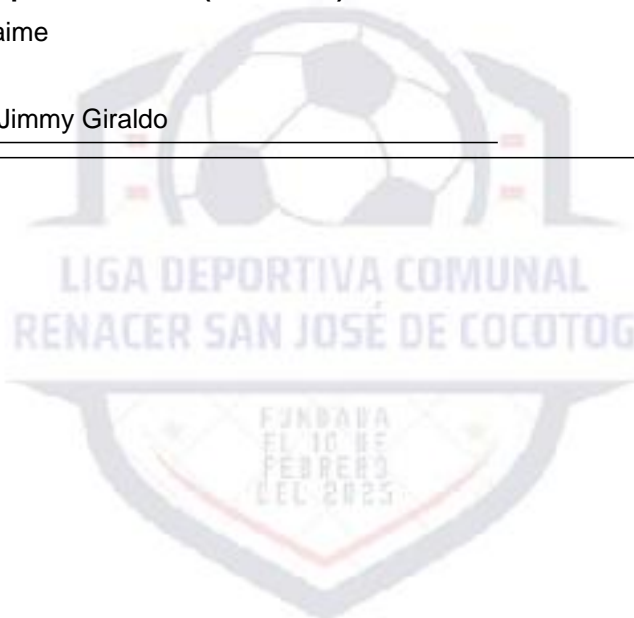 aime
Jimmy Giraldo
LIGA DEPORTIVA COMUNAL
RENACER SAN JOSÉ DE COCOTOG
FUNDADA
EL 10 DE
FEBRERO
DEL 2025